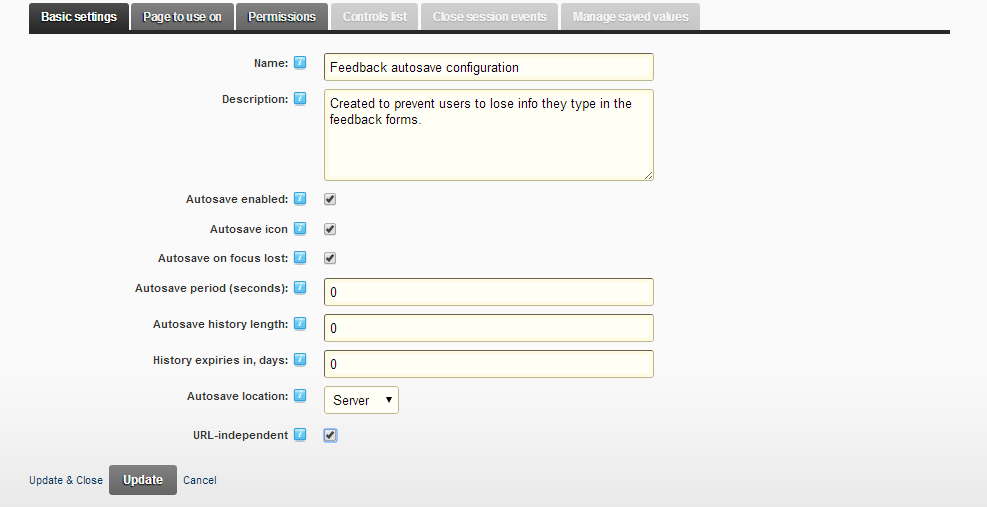 Basic settings Page to use on Permissions Controls list Close session events Manage saved values
Name: Feedback autosave configuration
Description: Created to prevent users to lose info they type in the
feedback forms.
Autosave enabled:
Autosave icon
Autosave on focus lost:
Autosave period (seconds): 0
Autosave history length: 0
History expiries in, days: 0
Autosave location: Server
URL-independent
Update & Close Update Cancel